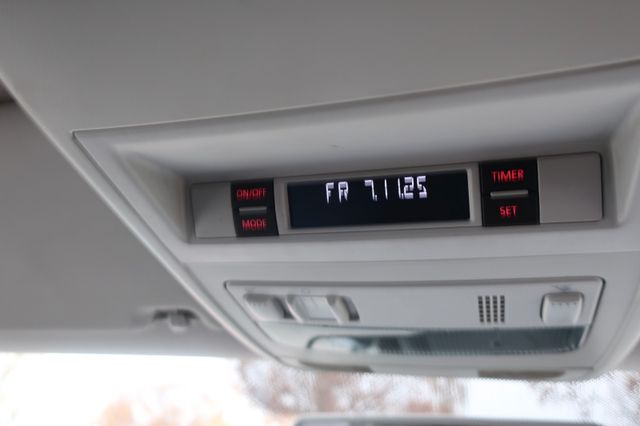 ON/OFF
MODE
FR 7.11.25
TIMER
SET